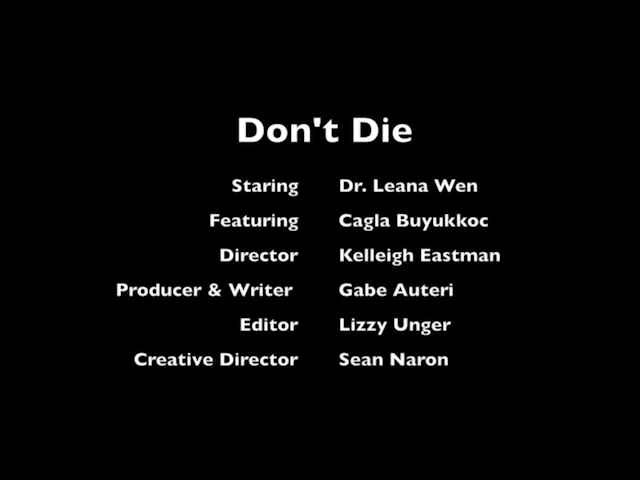 Don't Die
Staring Dr. Leana Wen
Featuring Cagla Buyukkoc
Director Kelleigh Eastman
Producer & Writer Gabe Auteri
Editor Lizzy Unger
Creative Director Sean Naron